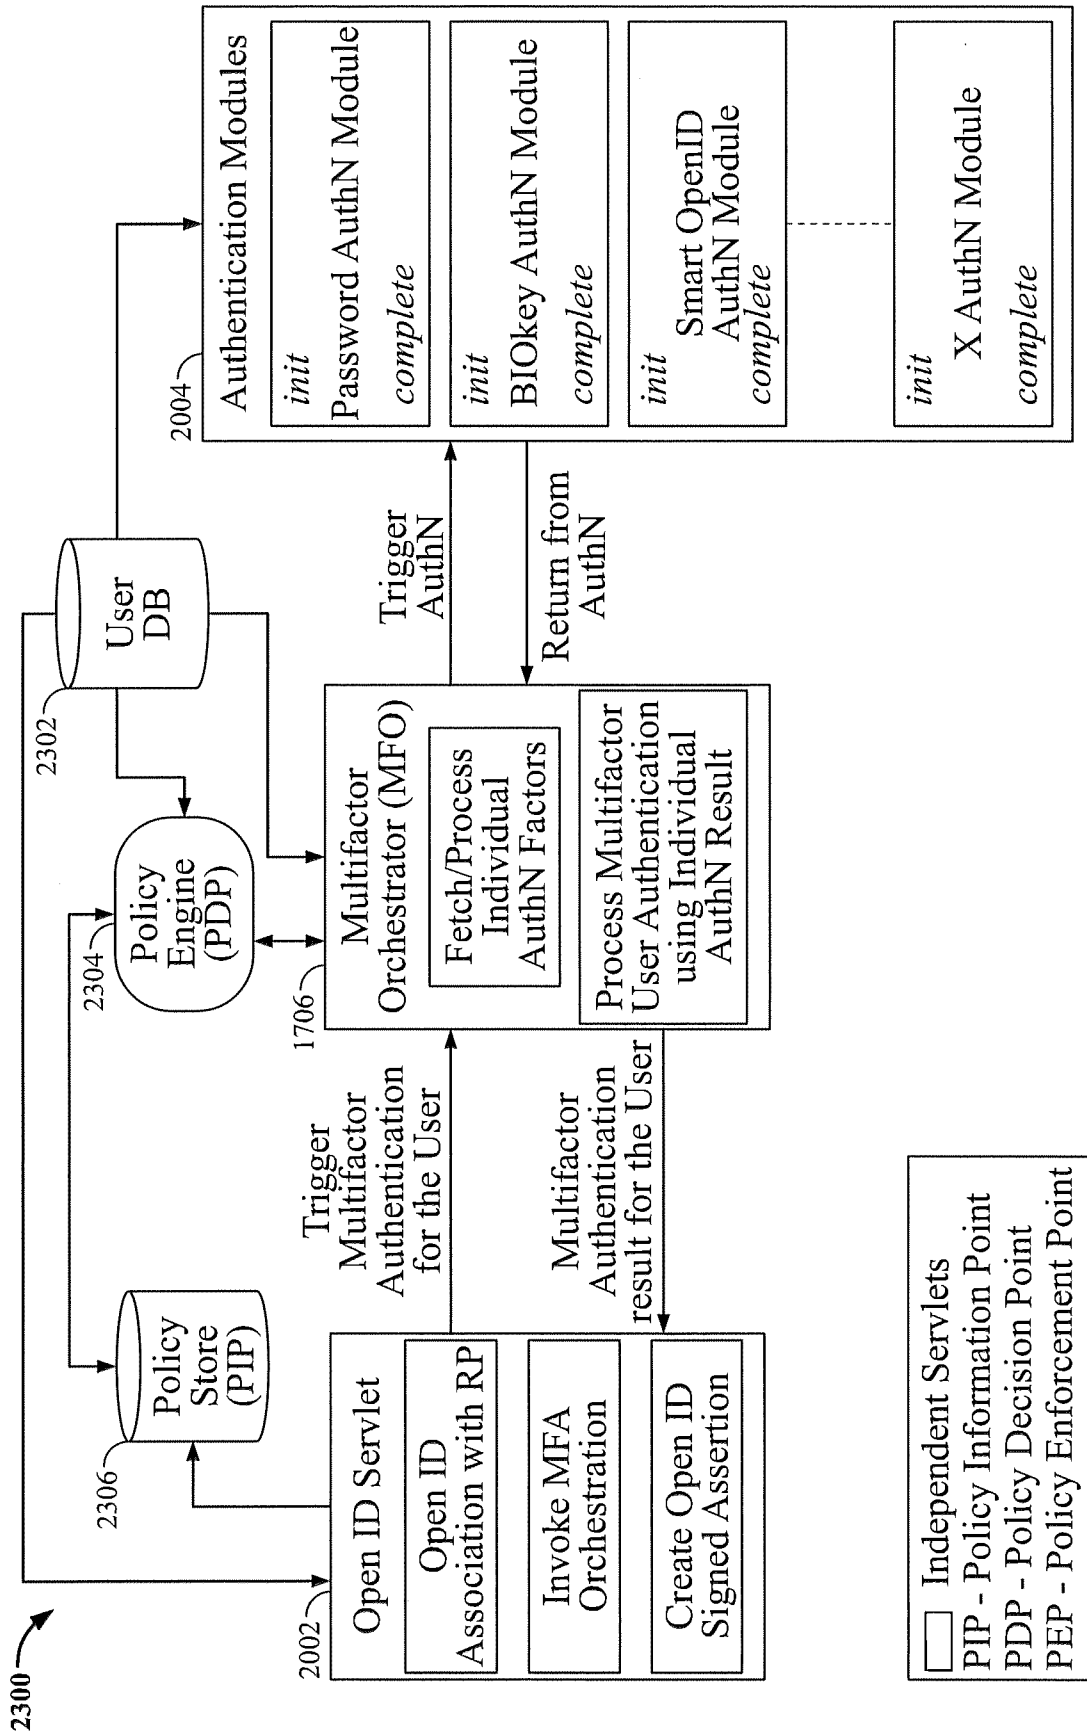 2300
2002
Open ID Servlet
Open ID
Association with RP
Invoke MFA
Orchestration
Create Open ID
Signed Assertion
2306
Policy
Store
(PIP)
Trigger
Multifactor
Authentication
for the User
Multifactor
Authentication
result for the User
2304
Policy
Engine
(PDP)
1706
Multifactor
Orchestrator (MFO)
Fetch/Process
Individual
AuthN Factors
Process Multifactor
User Authentication
using Individual
AuthN Result
2302
User
DB
Trigger
AuthN
Return from
AuthN
2004
Authentication Modules
init
Password AuthN Module
complete
init
BIOkey AuthN Module
complete
init
Smart OpenID
AuthN Module
complete
init
X AuthN Module
complete
Independent Servlets
PIP - Policy Information Point
PDP - Policy Decision Point
PEP - Policy Enforcement Point